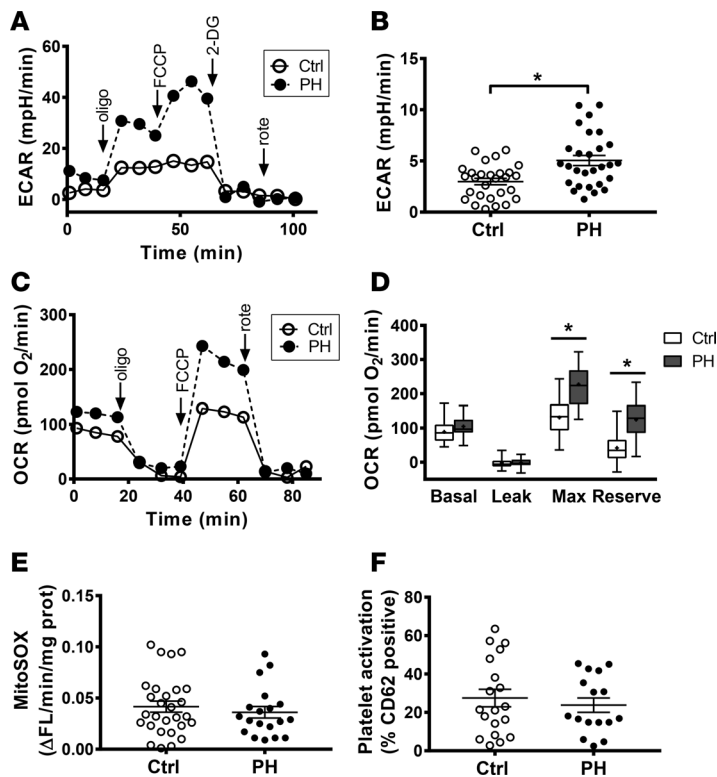 A
ECAR (mpH/min)
60
40
20
0
oligo
FCCP
2-DG
rote
Ctrl
PH
0
50
100
Time (min)
B
ECAR (mpH/min)
15
10
5
0
*
Ctrl
PH
C
OCR (pmol O2/min)
300
200
100
0
oligo
FCCP
rote
Ctrl
PH
0
20
40
60
80
Time (min)
D
OCR (pmol O2/min)
400
300
200
100
0
*
*
Ctrl
PH
Basal
Leak
Max
Reserve
E
MitoSOX
(ΔFL/min/mg prot)
0.15
0.10
0.05
0.00
Ctrl
PH
F
Platelet activation
(% CD62 positive)
80
60
40
20
0
Ctrl
PH